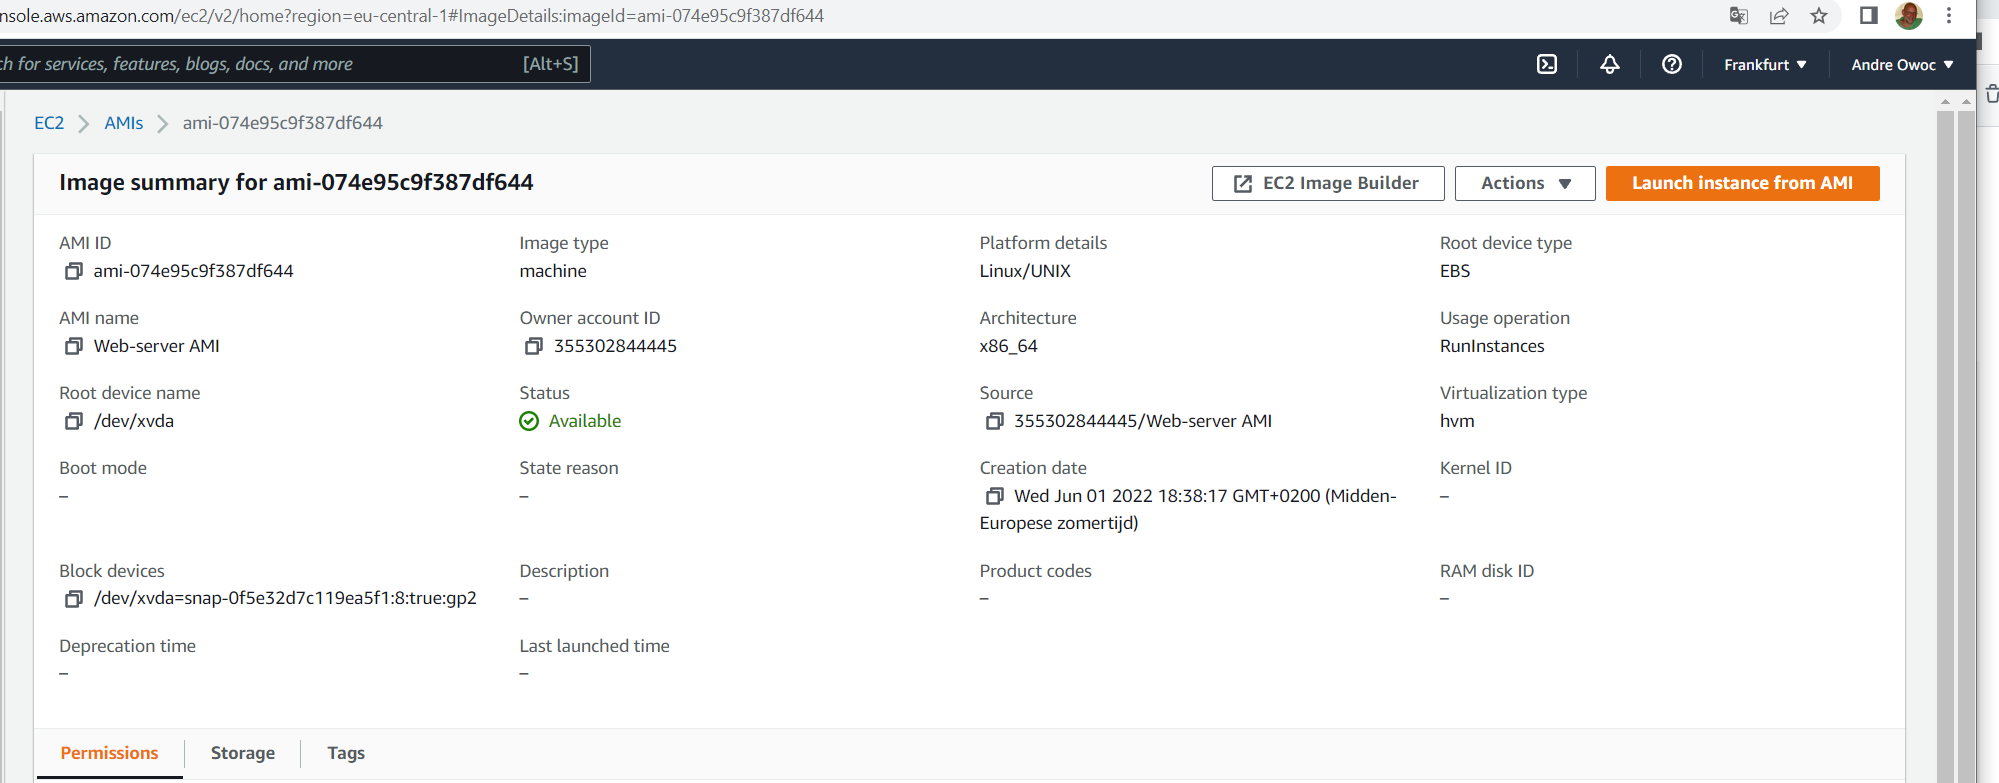 nsole.aws.amazon.com/ec2/v2/home?region=eu-central-1#ImageDetails:imageId=ami-074e95c9f387df644
ch for services, features, blogs, docs, and more [Alt+S] Frankfurt ▼ Andre Owoc ▼
EC2 > AMIs > ami-074e95c9f387df644
Image summary for ami-074e95c9f387df644 EC2 Image Builder Actions ▼ Launch instance from AMI
AMI ID Image type Platform details Root device type
ami-074e95c9f387df644 machine Linux/UNIX EBS
AMI name Owner account ID Architecture Usage operation
Web-server AMI 355302844445 x86_64 RunInstances
Root device name Status Source Virtualization type
/dev/xvda Available 355302844445/Web-server AMI hvm
Boot mode State reason Creation date Kernel ID
– – Wed Jun 01 2022 18:38:17 GMT+0200 (Midden- –
Europese zomertijd)
Block devices Description Product codes RAM disk ID
/dev/xvda=snap-0f5e32d7c119ea5f1:8:true:gp2 – – –
Deprecation time Last launched time
– –
Permissions Storage Tags